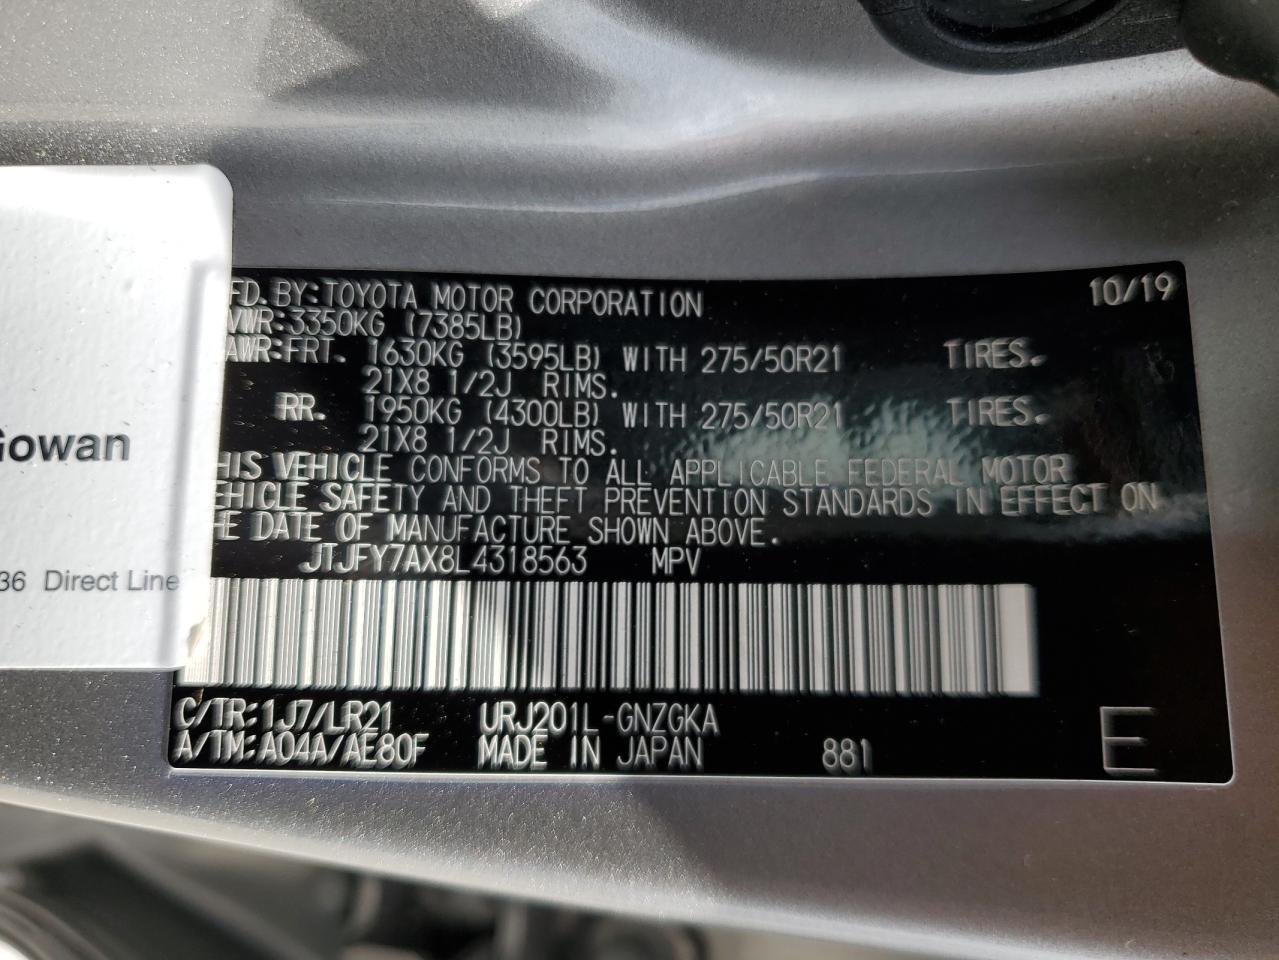 FD. BY:TOYOTA MOTOR CORPORATION 10/19
VWR:3350KG (7385LB)
AWR:FRT. 1630KG (3595LB) WITH 275/50R21 TIRES.
21X8 1/2J RIMS.
RR. 1950KG (4300LB) WITH 275/50R21 TIRES.
21X8 1/2J RIMS.
HIS VEHICLE CONFORMS TO ALL APPLICABLE FEDERAL MOTOR
EHICLE SAFETY AND THEFT PREVENTION STANDARDS IN EFFECT ON
HE DATE OF MANUFACTURE SHOWN ABOVE.
JTJFY7AX8L4318563 MPV
C/TR:1J7/LR21 URJ201L-GNZGKA
A/TM:A04A/AE80F MADE IN JAPAN 881 E
Gowan
36 Direct Line